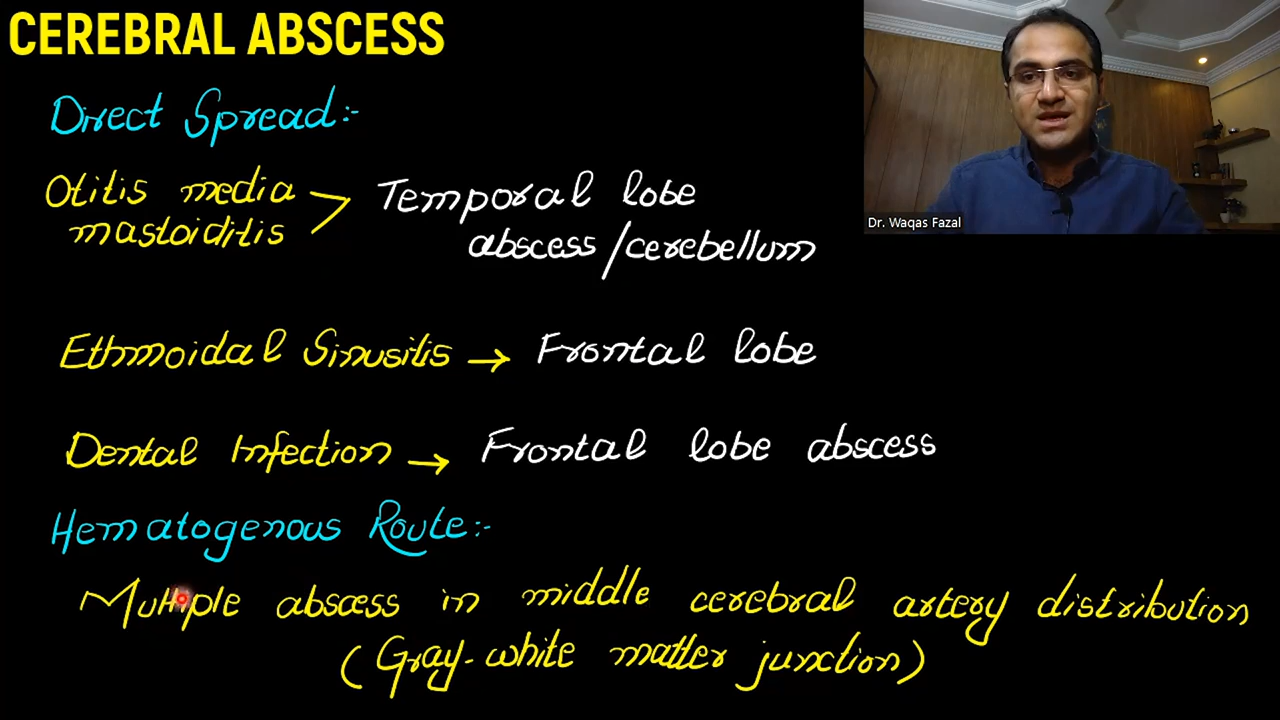 CEREBRAL ABSCESS
Direct Spread:-
Otitis media
mastoiditis
Temporal lobe
abscess/cerebellum
Ethmoidal Sinusitis → Frontal lobe
Dental Infection → Frontal lobe abscess
Hematogenous Route:-
Multiple abscess in middle cerebral artery distribution
(Gray-white matter junction)
Dr. Waqas Fazal